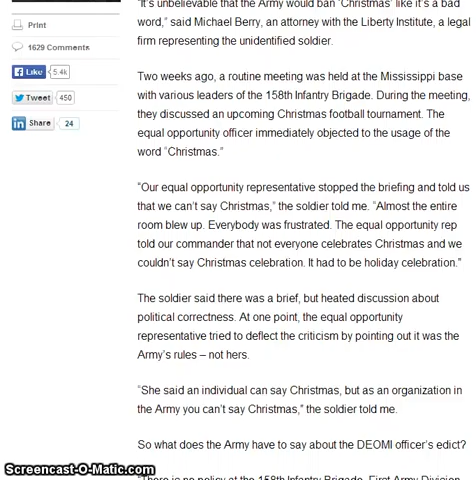 "It's unbelievable that the Army would ban 'Christmas' like it's a bad
word," said Michael Berry, an attorney with the Liberty Institute, a legal
firm representing the unidentified soldier.
Print
1629 Comments
Like 5.4k
Tweet 450
Share 24
Two weeks ago, a routine meeting was held at the Mississippi base
with various leaders of the 158th Infantry Brigade. During the meeting,
they discussed an upcoming Christmas football tournament. The
equal opportunity officer immediately objected to the usage of the
word "Christmas."
"Our equal opportunity representative stopped the briefing and told us
that we can't say Christmas," the soldier told me. "Almost the entire
room blew up. Everybody was frustrated. The equal opportunity rep
told our commander that not everyone celebrates Christmas and we
couldn't say Christmas celebration. It had to be holiday celebration."
The soldier said there was a brief, but heated discussion about
political correctness. At one point, the equal opportunity
representative tried to deflect the criticism by pointing out it was the
Army's rules – not hers.
"She said an individual can say Christmas, but as an organization in
the Army you can't say Christmas," the soldier told me.
So what does the Army have to say about the DEOMI officer's edict?
"There is no policy at the 158th Infantry Brigade, First Army Division
Screencast-O-Matic.com